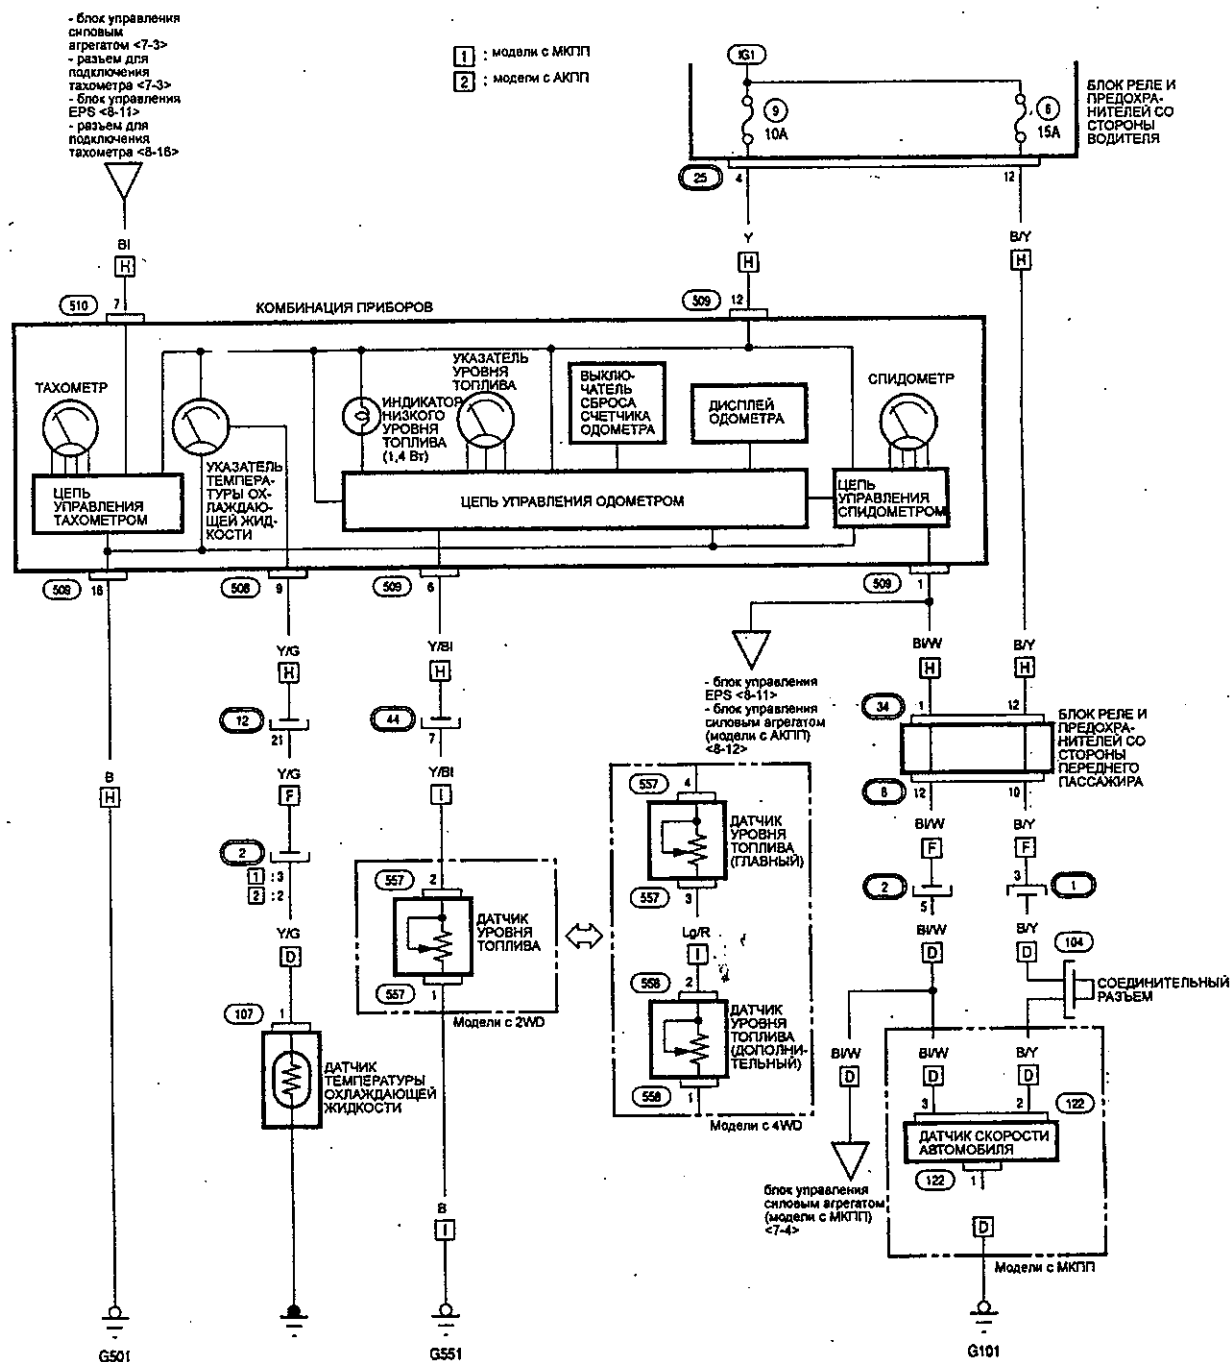 - блок управления
силовым
агрегатом <7-3>
- разъем для
подключения
тахометра <7-3>
- блок управления
EPS <8-11>
- разъем для
подключения
тахометра <8-16>
1 : модели с МКПП
2 : модели с АКПП
IG1
9
10A
6
15A
БЛОК РЕЛЕ И
ПРЕДОХРА-
НИТЕЛЕЙ СО
СТОРОНЫ
ВОДИТЕЛЯ
25
4
12
Bl
H
Y
H
B/Y
H
510
7
КОМБИНАЦИЯ ПРИБОРОВ
509
12
ТАХОМЕТР
УКАЗАТЕЛЬ
ТЕМПЕРА-
ТУРЫ ОХ-
ЛАЖДАЮ-
ЩЕЙ ЖИД-
КОСТИ
ИНДИКАТОР
НИЗКОГО
УРОВНЯ
ТОПЛИВА
(1,4 Вт)
УКАЗАТЕЛЬ
УРОВНЯ
ТОПЛИВА
ВЫКЛЮ-
ЧАТЕЛЬ
СБРОСА
СЧЕТЧИКА
ОДОМЕТРА
ДИСПЛЕЙ
ОДОМЕТРА
СПИДОМЕТР
ЦЕПЬ
УПРАВЛЕНИЯ
ТАХОМЕТРОМ
ЦЕПЬ УПРАВЛЕНИЯ ОДОМЕТРОМ
ЦЕПЬ
УПРАВЛЕНИЯ
СПИДОМЕТРОМ
16
9
509
6
509
1
Y/G
H
Y/Bl
H
- блок управления
EPS <8-11>
- блок управления
силовым агрегатом
(модели с АКПП)
<8-12>
Bl/W
H
B/Y
H
12
21
44
7
34
1
12
БЛОК РЕЛЕ И
ПРЕДОХРА-
НИТЕЛЕЙ СО
СТОРОНЫ
ПЕРЕДНЕГО
ПАССАЖИРА
12
10
B
H
Y/G
F
Y/Bl
I
Bl/W
F
B/Y
F
2
1 :3
2 :2
2
5
3
1
Y/G
D
557
2
ДАТЧИК
УРОВНЯ
ТОПЛИВА
557
1
Модели с 2WD
557
4
ДАТЧИК
УРОВНЯ
ТОПЛИВА
(ГЛАВНЫЙ)
557
3
Lg/R
I
558
2
ДАТЧИК
УРОВНЯ
ТОПЛИВА
(ДОПОЛНИ-
ТЕЛЬНЫЙ)
558
1
Модели с 4WD
Bl/W
D
B/Y
D
104
СОЕДИНИТЕЛЬНЫЙ
РАЗЪЕМ
107
1
ДАТЧИК
ТЕМПЕРАТУРЫ
ОХЛАЖДАЮЩЕЙ
ЖИДКОСТИ
Bl/W
D
Bl/W
D
B/Y
D
3
2
122
ДАТЧИК СКОРОСТИ
АВТОМОБИЛЯ
122
1
блок управления
силовым агрегатом
(модели с МКПП)
<7-4>
B
I
D
Модели с МКПП
G501
G551
G101